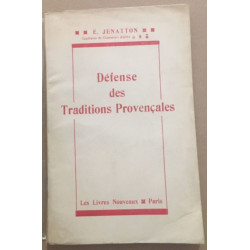 E. JENATTON
Défense
des
Traditions Provençales
Les Livres Nouveaux ■ Paris